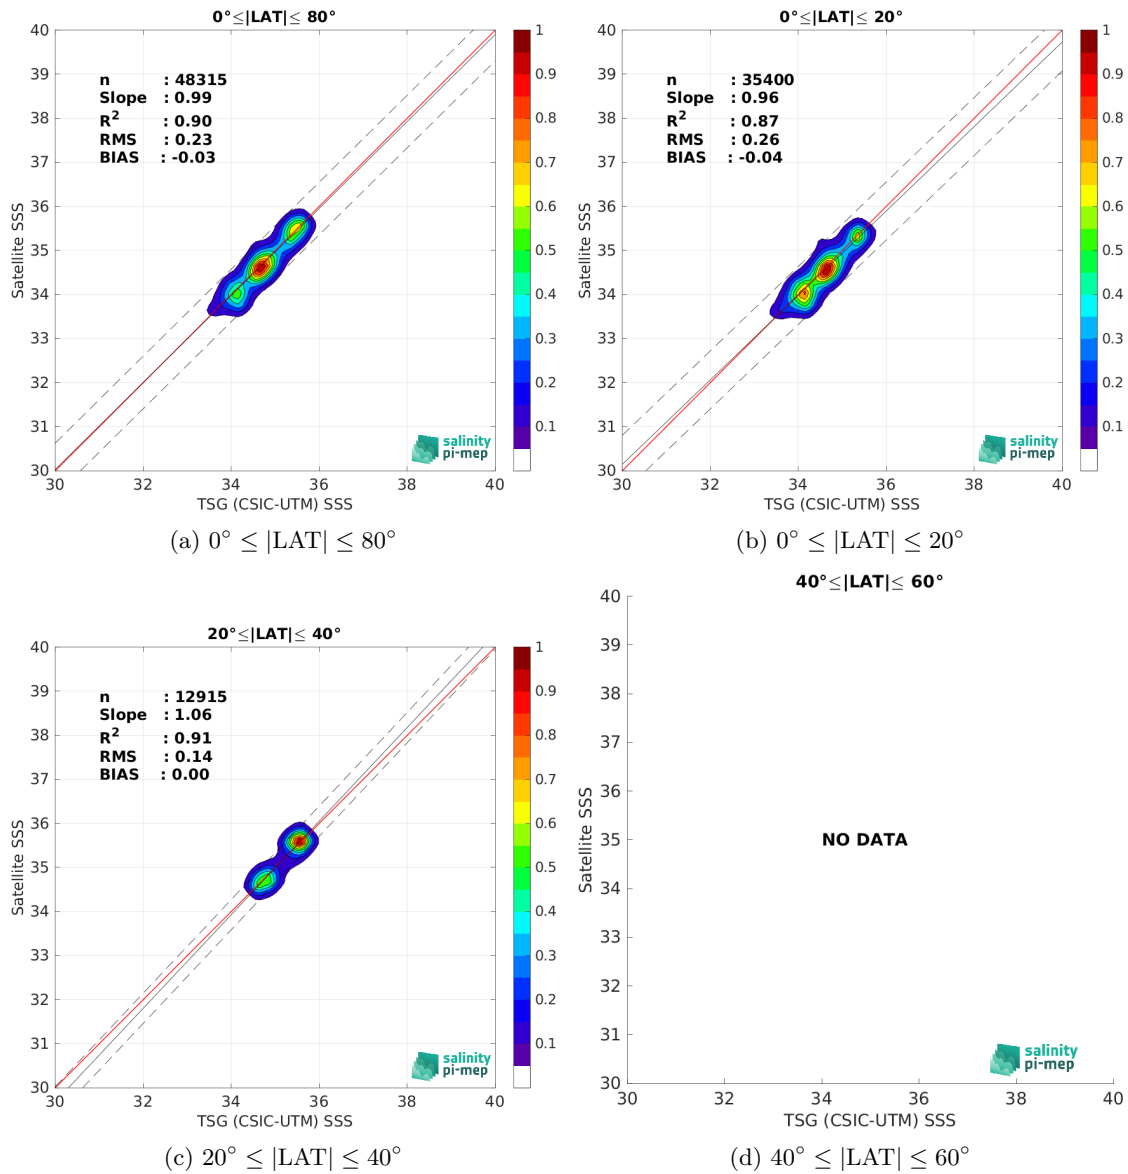 0°≤|LAT|≤ 80°
40
39
38
37
36
35
34
33
32
31
30
Satellite SSS
n : 48315
Slope : 0.99
R² : 0.90
RMS : 0.23
BIAS : -0.03
1
0.9
0.8
0.7
0.6
0.5
0.4
0.3
0.2
0.1
salinity
pi-mep
30 32 34 36 38 40
TSG (CSIC-UTM) SSS
(a) 0° ≤ |LAT| ≤ 80°
0°≤|LAT|≤ 20°
40
39
38
37
36
35
34
33
32
31
30
Satellite SSS
n : 35400
Slope : 0.96
R² : 0.87
RMS : 0.26
BIAS : -0.04
1
0.9
0.8
0.7
0.6
0.5
0.4
0.3
0.2
0.1
salinity
pi-mep
30 32 34 36 38 40
TSG (CSIC-UTM) SSS
(b) 0° ≤ |LAT| ≤ 20°
20°≤|LAT|≤ 40°
40
39
38
37
36
35
34
33
32
31
30
Satellite SSS
n : 12915
Slope : 1.06
R² : 0.91
RMS : 0.14
BIAS : 0.00
1
0.9
0.8
0.7
0.6
0.5
0.4
0.3
0.2
0.1
salinity
pi-mep
30 32 34 36 38 40
TSG (CSIC-UTM) SSS
(c) 20° ≤ |LAT| ≤ 40°
40°≤|LAT|≤ 60°
40
39
38
37
36
35
34
33
32
31
30
Satellite SSS
NO DATA
salinity
pi-mep
30 32 34 36 38 40
TSG (CSIC-UTM) SSS
(d) 40° ≤ |LAT| ≤ 60°